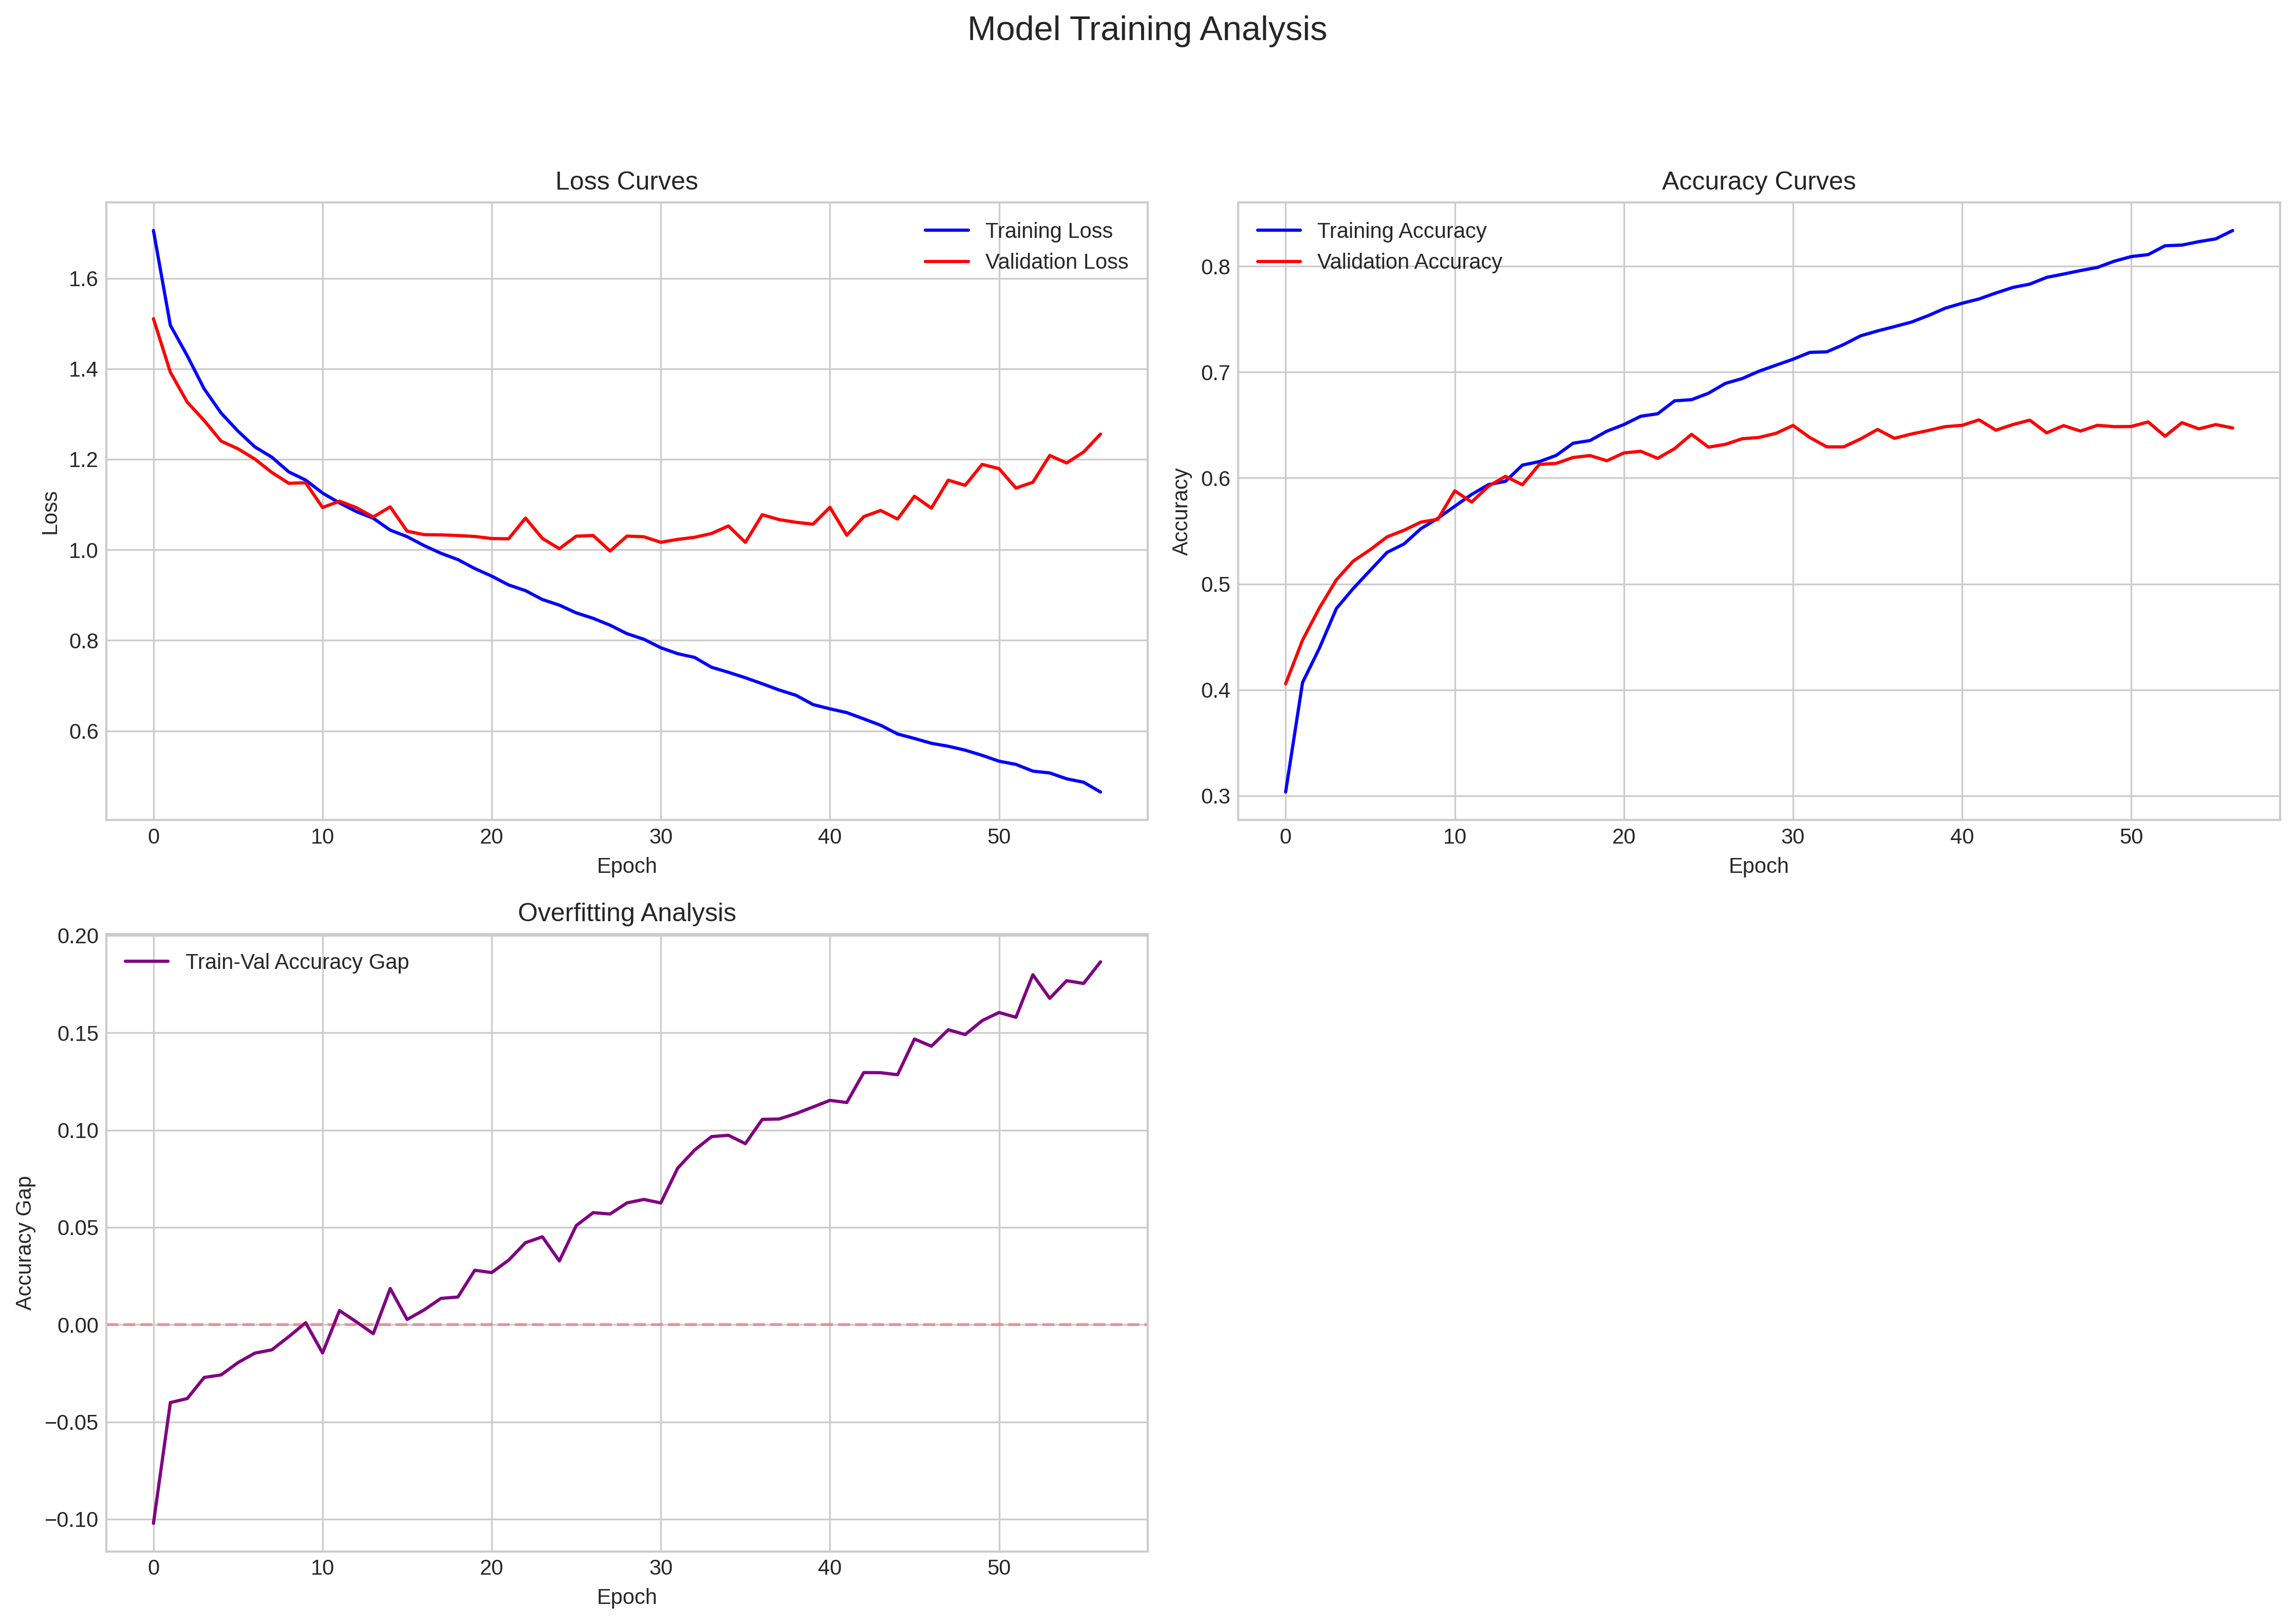 Model Training Analysis
Loss Curves
Training Loss
Validation Loss
1.6
1.4
1.2
1.0
0.8
0.6
Loss
0
10
20
30
40
50
Epoch
Accuracy Curves
Training Accuracy
Validation Accuracy
0.8
0.7
0.6
0.5
0.4
0.3
Accuracy
0
10
20
30
40
50
Epoch
Overfitting Analysis
Train-Val Accuracy Gap
0.20
0.15
0.10
0.05
0.00
−0.05
−0.10
Accuracy Gap
0
10
20
30
40
50
Epoch